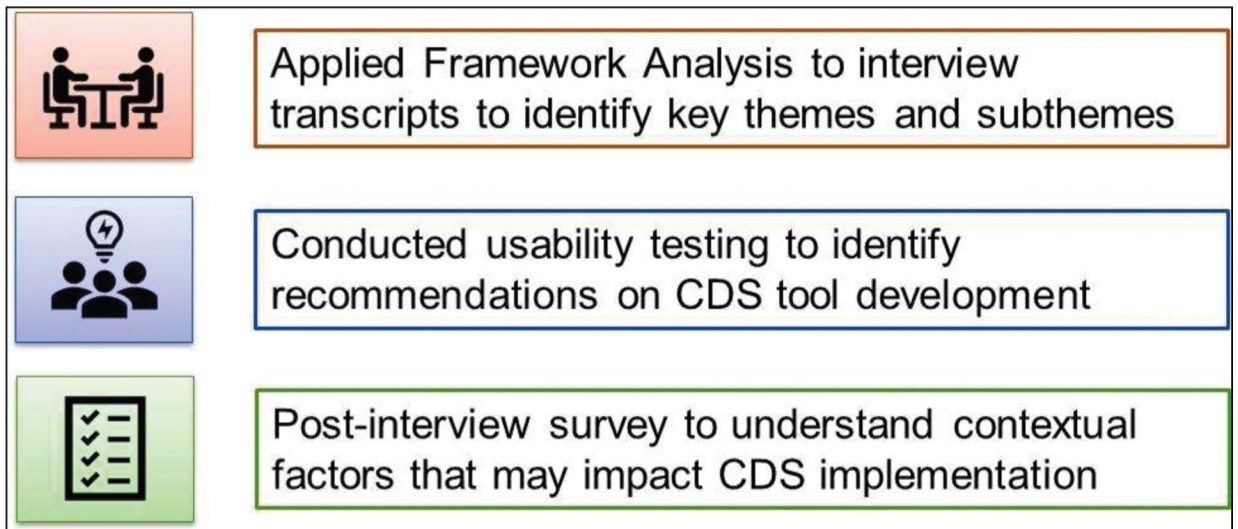 Applied Framework Analysis to interview
transcripts to identify key themes and subthemes
Conducted usability testing to identify
recommendations on CDS tool development
Post-interview survey to understand contextual
factors that may impact CDS implementation